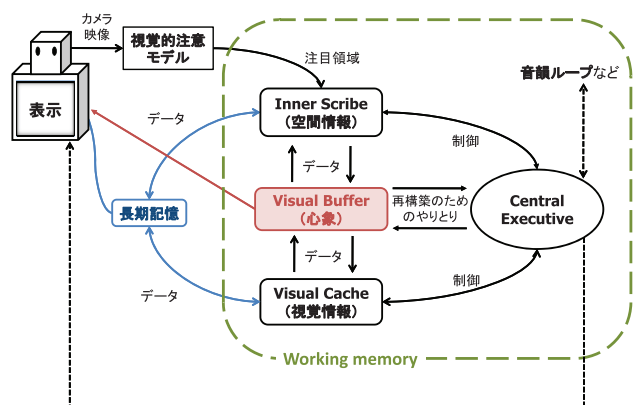 カメラ
映像
視覚的注意
モデル
注目領域
音韻ループなど
表示
Inner Scribe
(空間情報)
データ
制御
データ
長期記憶
Visual Buffer
(心象)
再構築のため
のやりとり
Central
Executive
データ
データ
制御
Visual Cache
(視覚情報)
Working memory